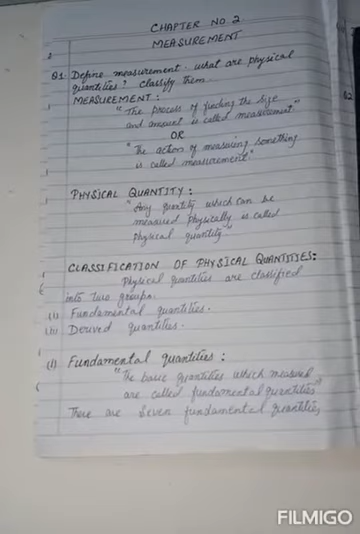 CHAPTER NO. 2
MEASUREMENT
Q1. Define measurement. what are physical
quantities? classify them.
MEASUREMENT:
"The process of finding the size
and amount is called measurement"
OR
"The action of measuring something
is called measurement"
PHYSICAL QUANTITY:
"Any quantity which can be
measured physically is called
physical quantity"
CLASSIFICATION OF PHYSICAL QUANTITIES:
Physical quantities are classified
into two groups.
(i) Fundamental quantities.
(ii) Derived quantities.
(i) Fundamental quantities:
"The basic quantities which measured
are called fundamental quantities"
There are seven fundamental quantities
FILMIGO